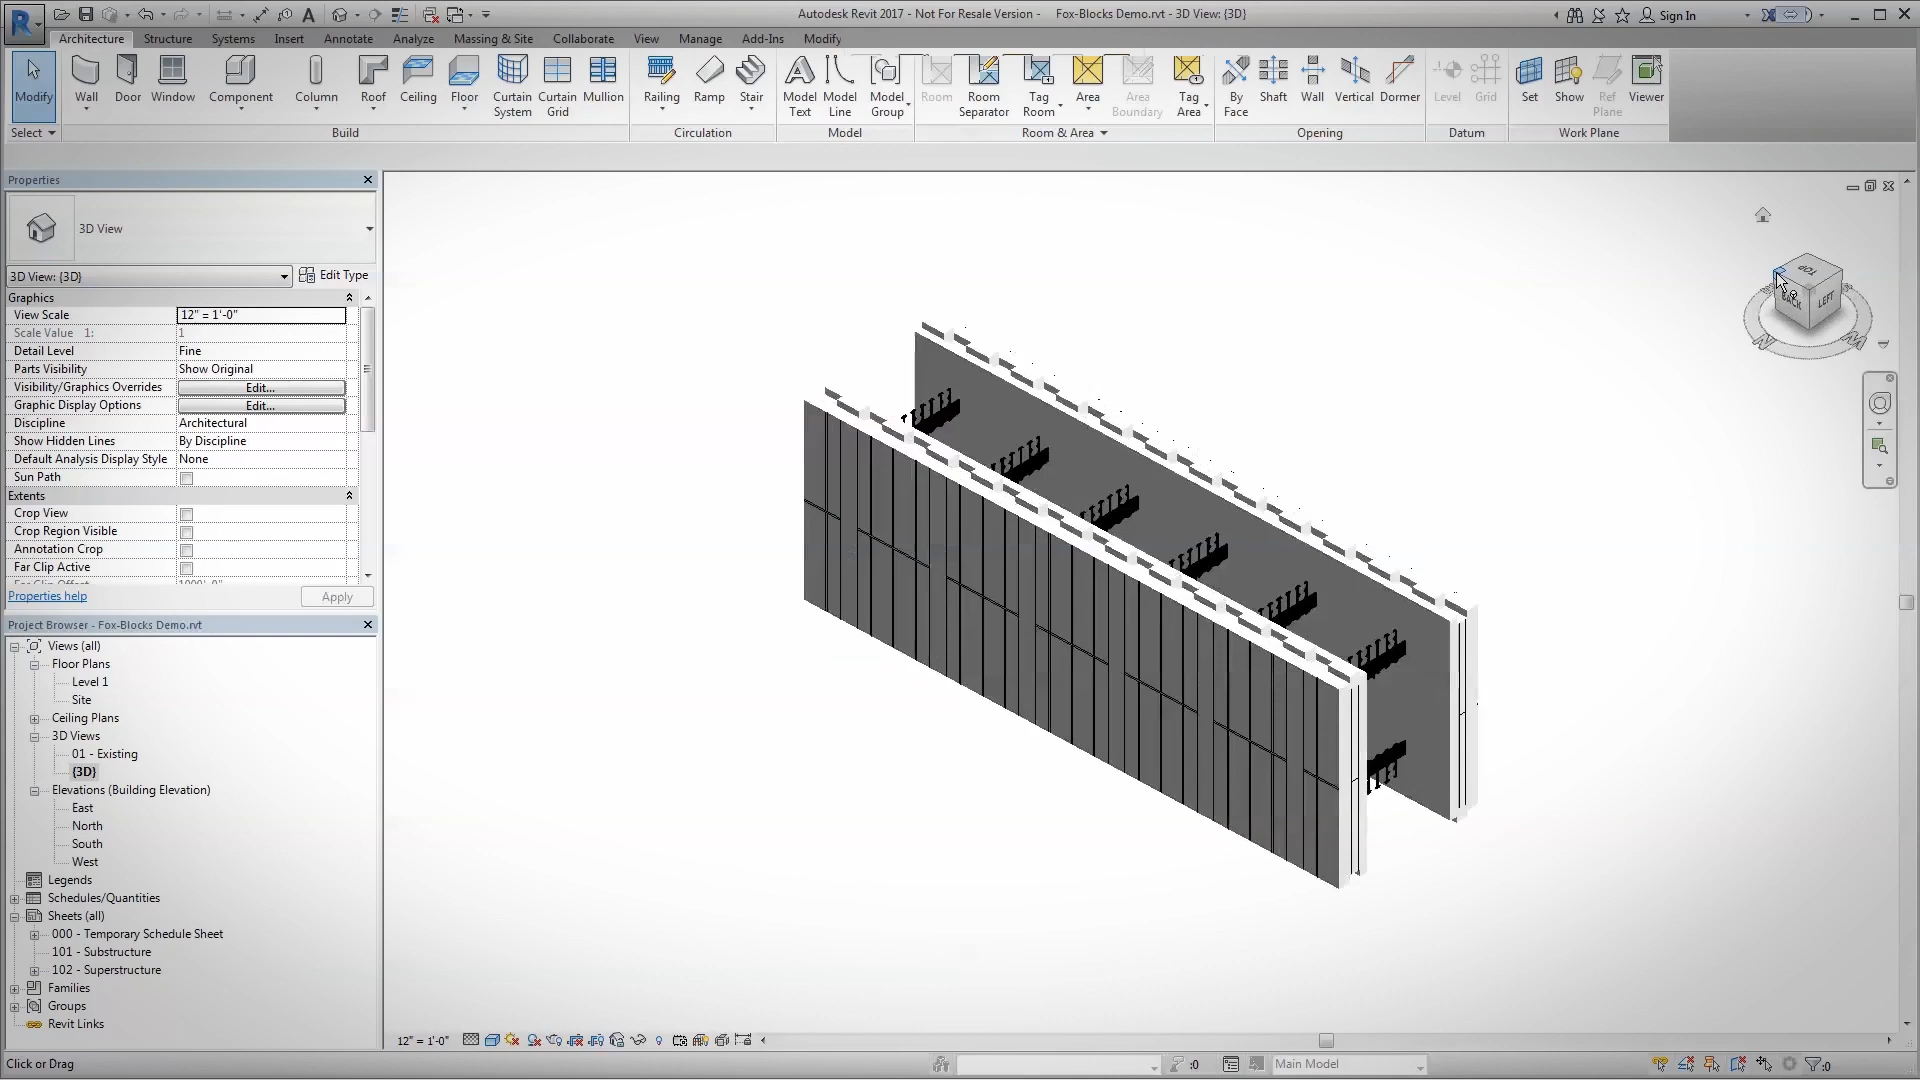 Autodesk Revit 2017 - Not For Resale Version - Fox-Blocks Demo.rvt - 3D View: {3D}
Sign In
Architecture Structure Systems Insert Annotate Analyze Massing & Site Collaborate View Manage Add-Ins Modify
Modify Wall Door Window Component Column Roof Ceiling Floor Curtain System Curtain Grid Mullion Railing Ramp Stair Model Text Model Line Model Group Room Room Separator Tag Room Area Area Boundary Tag Area By Face Shaft Wall Vertical Dormer Level Grid Set Show Ref Plane Viewer
Select Build Circulation Model Room & Area Opening Datum Work Plane
Properties
3D View
3D View: {3D} Edit Type
Graphics
View Scale 12" = 1'-0"
Scale Value 1: 1
Detail Level Fine
Parts Visibility Show Original
Visibility/Graphics Overrides Edit...
Graphic Display Options Edit...
Discipline Architectural
Show Hidden Lines By Discipline
Default Analysis Display Style None
Sun Path
Extents
Crop View
Crop Region Visible
Annotation Crop
Far Clip Active
Far Clip Offset 1000' 0"
Properties help Apply
Project Browser - Fox-Blocks Demo.rvt
Views (all)
Floor Plans
Level 1
Site
Ceiling Plans
3D Views
01 - Existing
{3D}
Elevations (Building Elevation)
East
North
South
West
Legends
Schedules/Quantities
Sheets (all)
000 - Temporary Schedule Sheet
101 - Substructure
102 - Superstructure
Families
Groups
Revit Links
TOP
BACK
LEFT
12" = 1'-0"
Click or Drag
:0
Main Model
:0